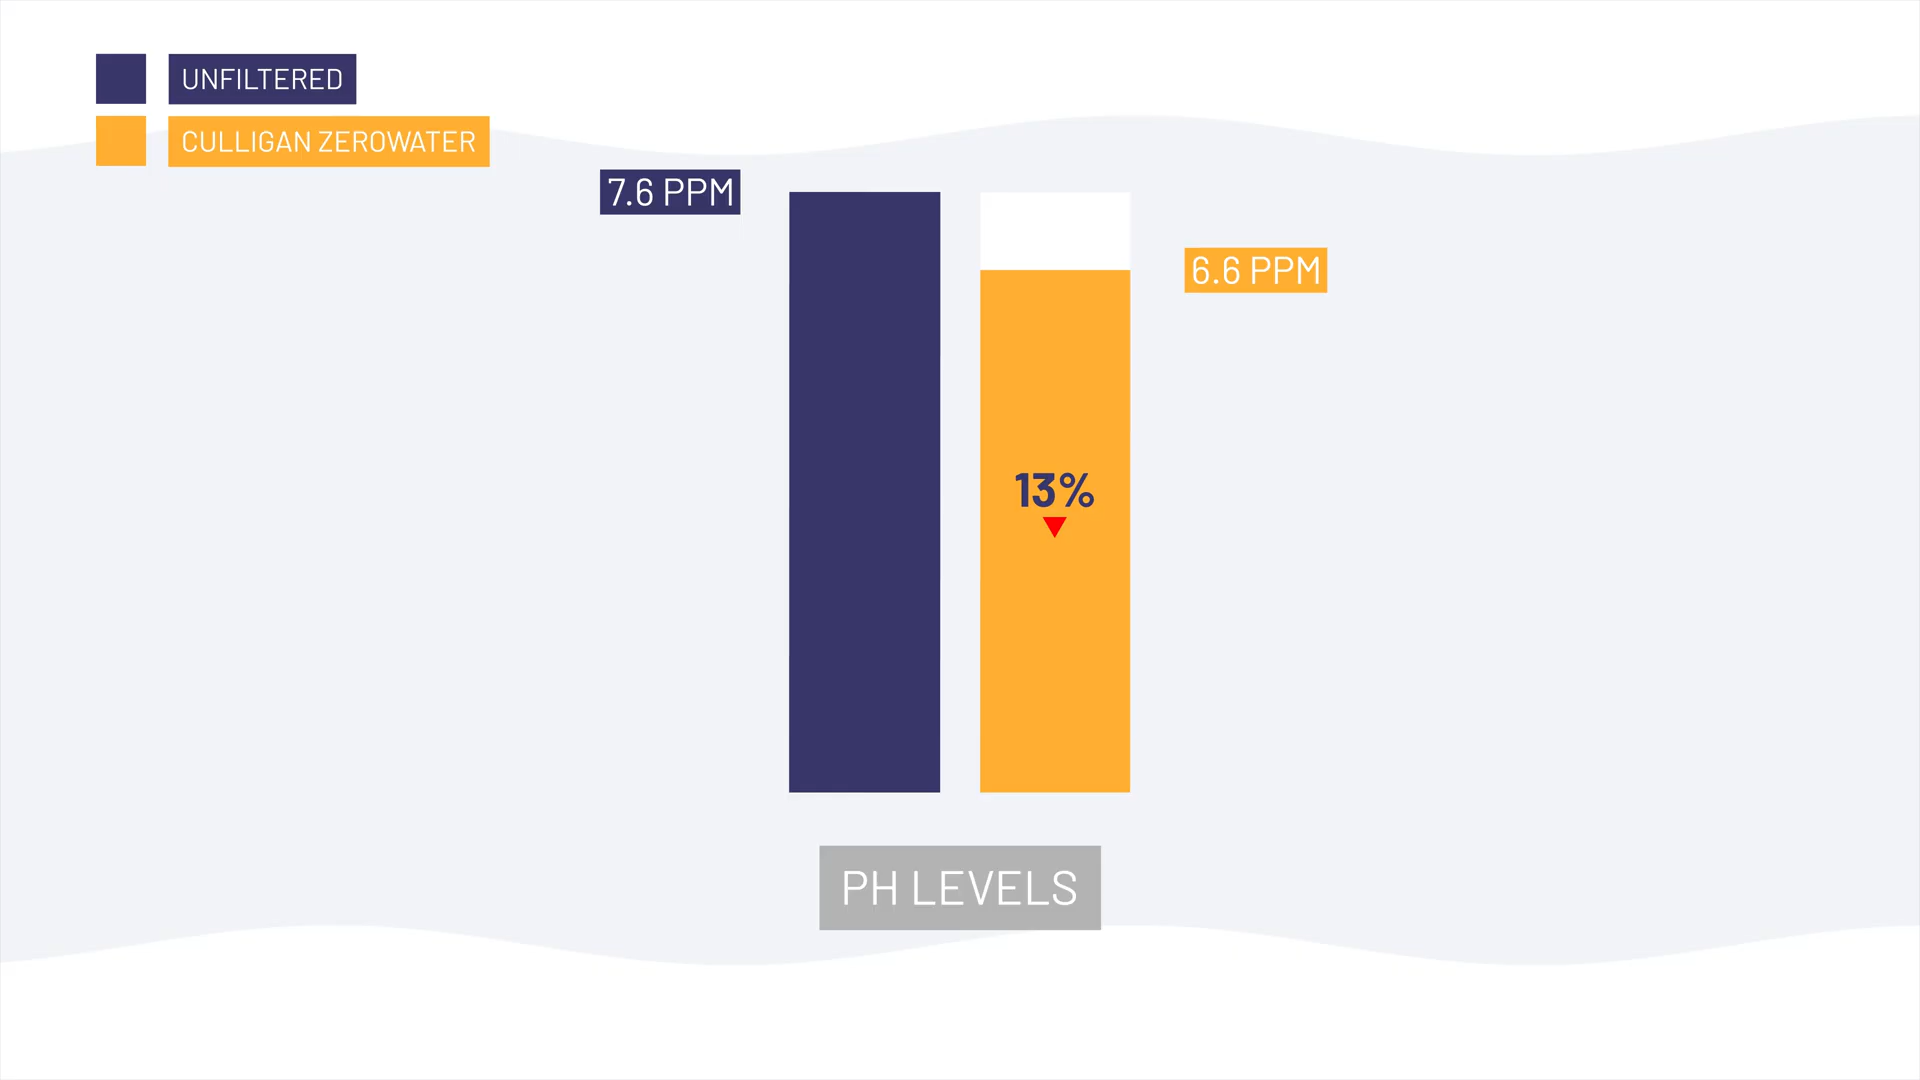 UNFILTERED
CULLIGAN ZEROWATER
7.6 PPM
6.6 PPM
13%
PH LEVELS